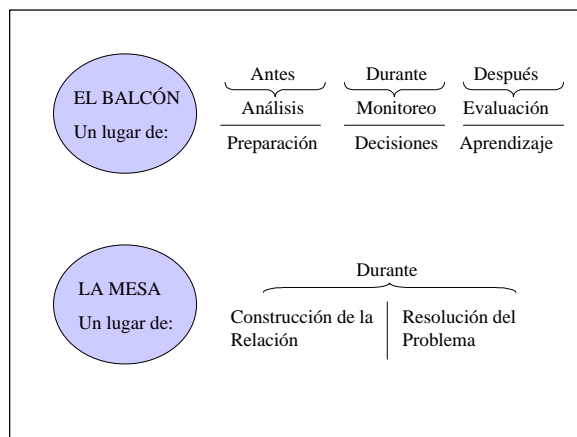 Antes Durante Después
EL BALCÓN
Un lugar de:
Análisis Monitoreo Evaluación
Preparación Decisiones Aprendizaje
Durante
LA MESA
Un lugar de:
Construcción de la
Relación
Resolución del
Problema